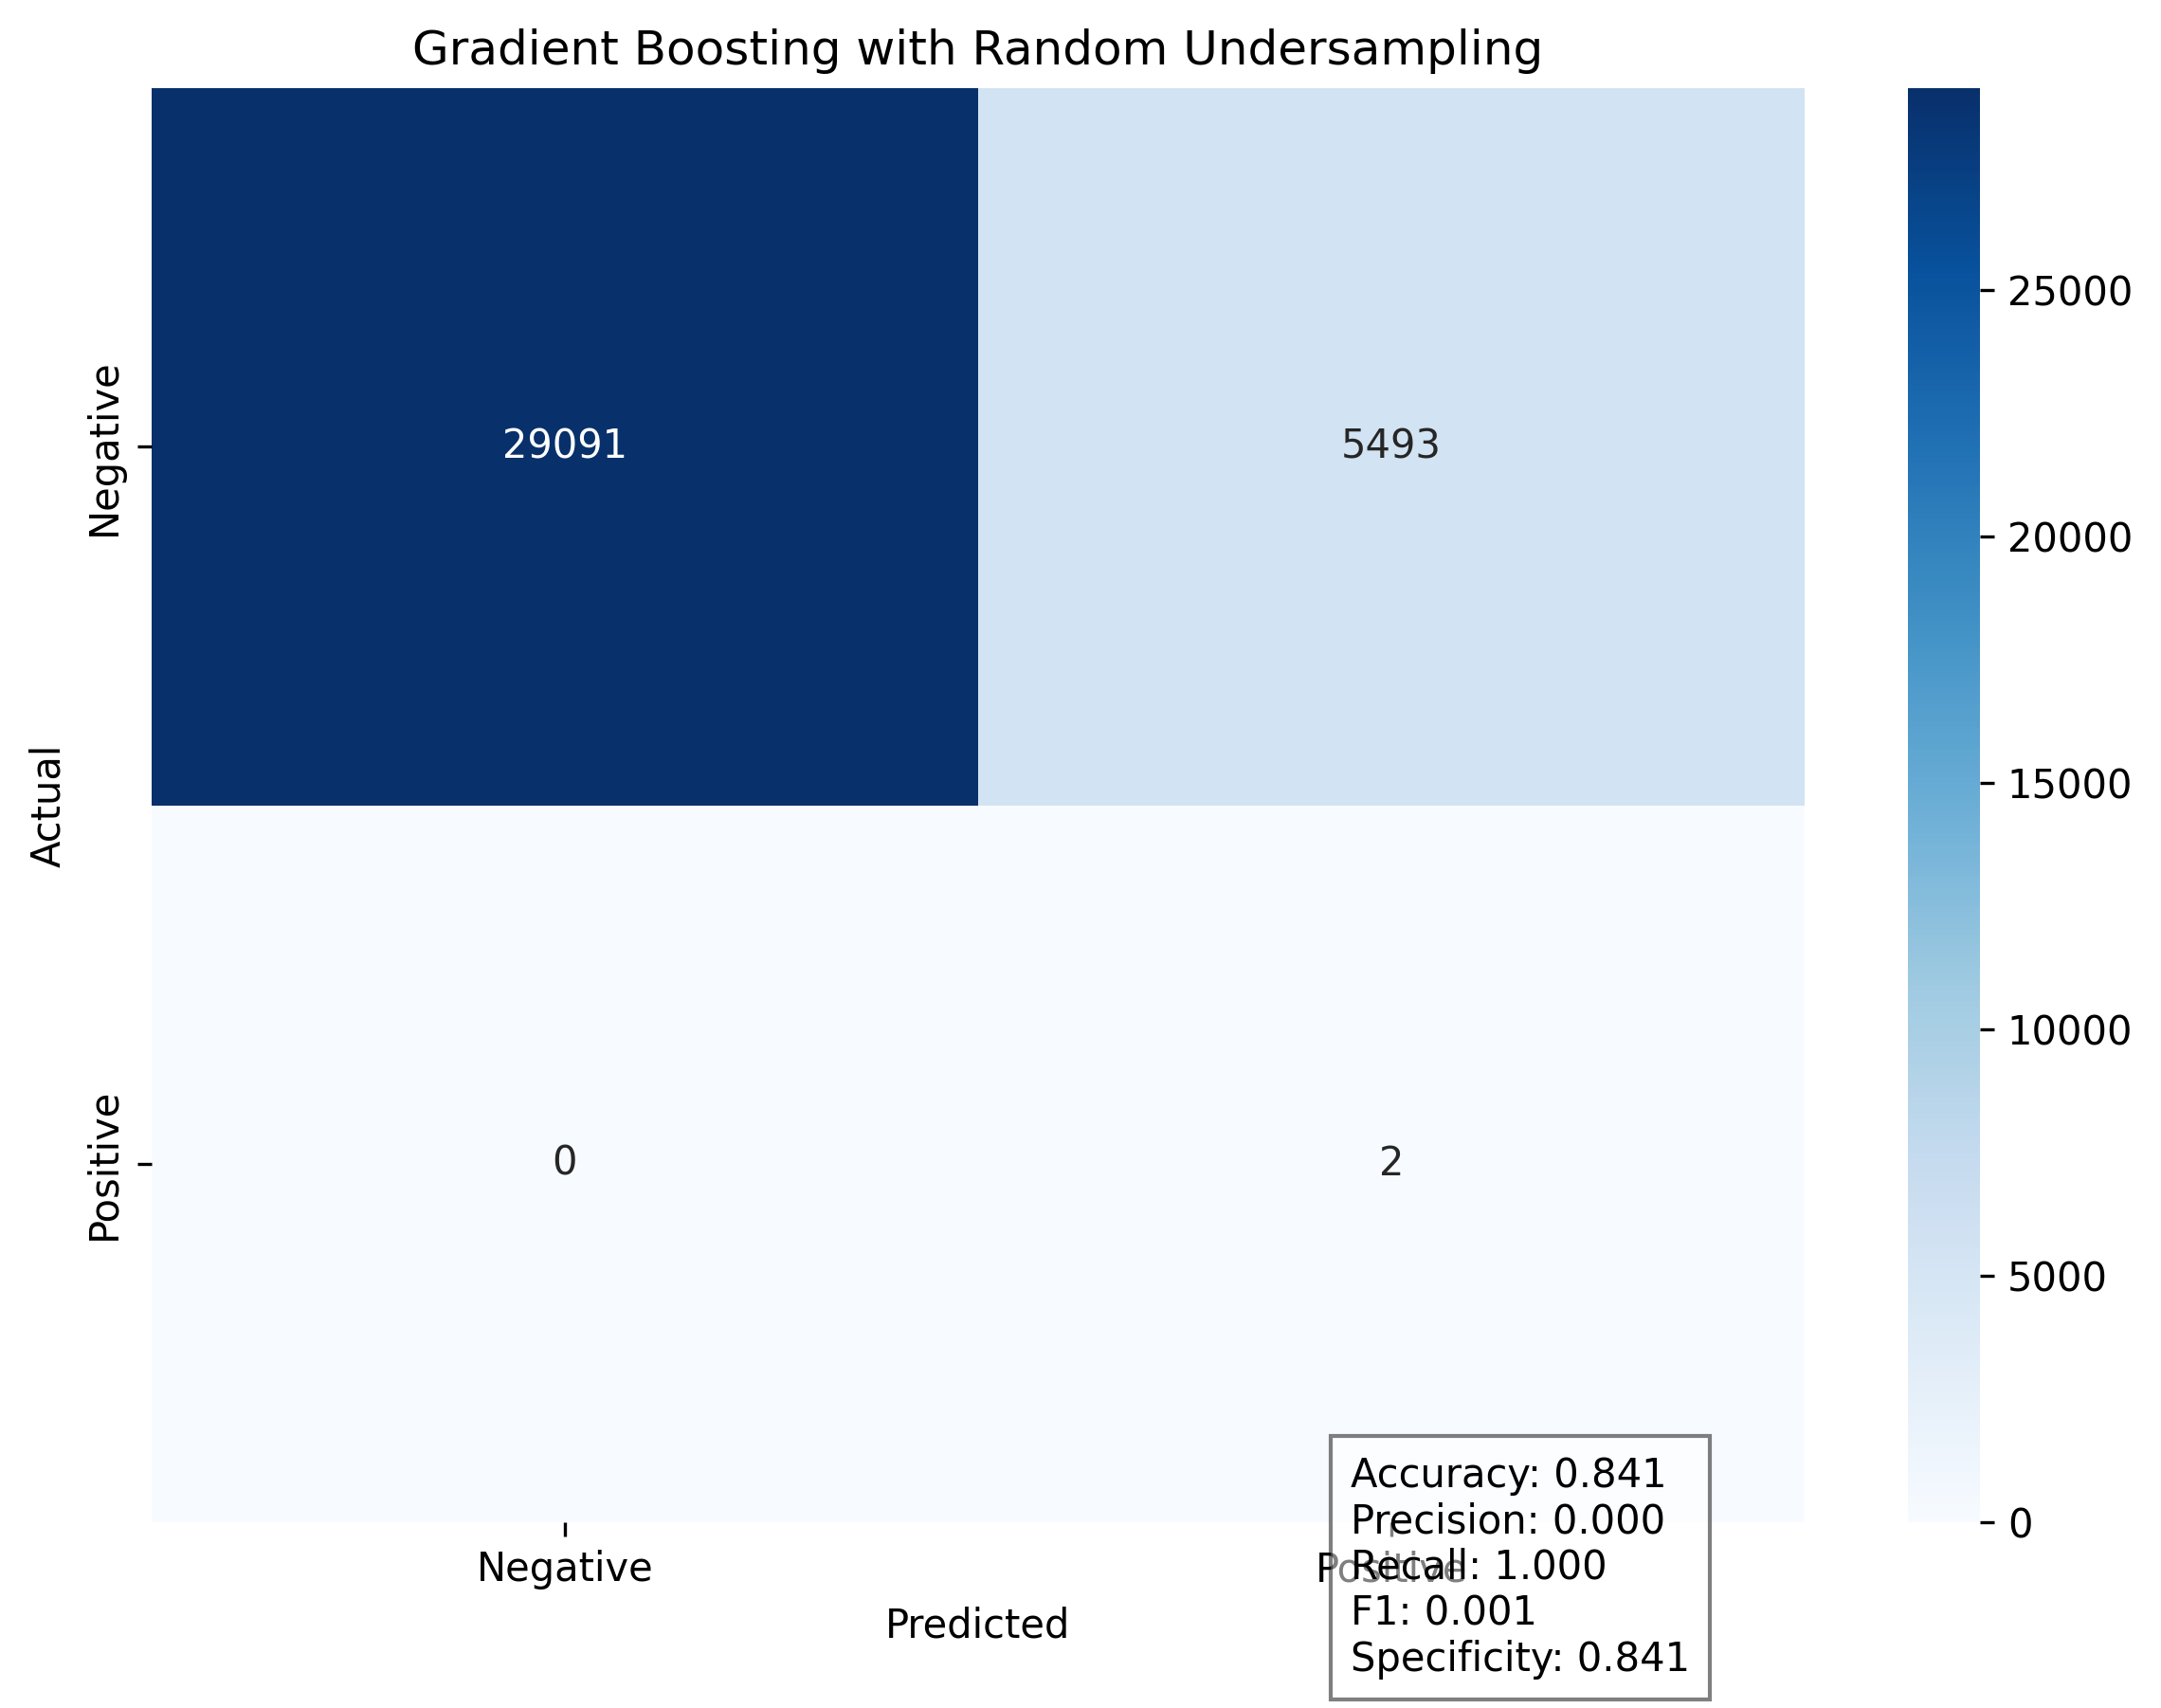 Gradient Boosting with Random Undersampling
Negative
Positive
Actual
29091
5493
0
2
Negative
Positive
Predicted
25000
20000
15000
10000
5000
0
Accuracy: 0.841
Precision: 0.000
Recall: 1.000
F1: 0.001
Specificity: 0.841